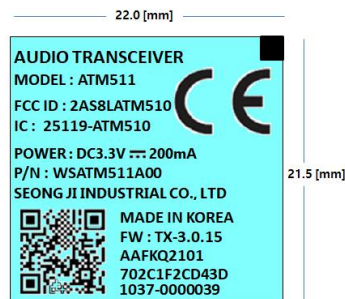 22.0 [mm]
AUDIO TRANSCEIVER
MODEL : ATM511
FCC ID : 2AS8LATM510
IC : 25119-ATM510
CE
POWER : DC3.3V ⎓ 200mA
P/N : WSATM511A00
SEONG JI INDUSTRIAL CO., LTD
21.5 [mm]
MADE IN KOREA
FW : TX-3.0.15
AAFKQ2101
702C1F2CD43D
1037-0000039